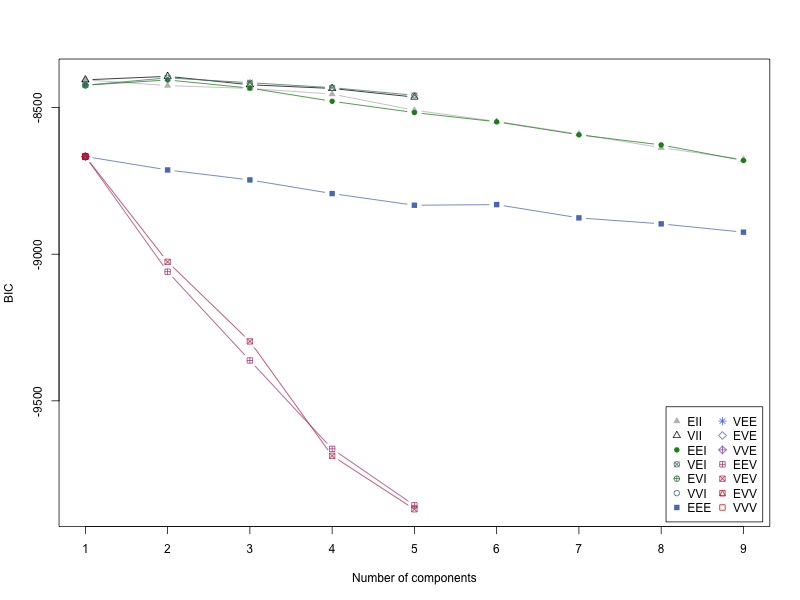 BIC
-8500
-9000
-9500
1 2 3 4 5 6 7 8 9
Number of components
EII VEE
VII EVE
EEI VVE
VEI EEV
EVI VEV
VVI EVV
EEE VVV